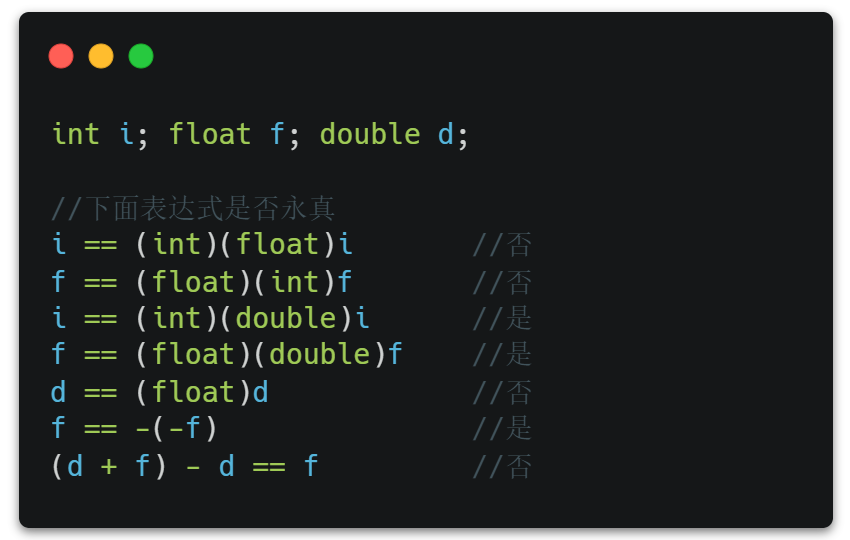 int i; float f; double d;
//下面表达式是否永真
i == (int)(float)i //否
f == (float)(int)f //否
i == (int)(double)i //是
f == (float)(double)f //是
d == (float)d //否
f == -(-f) //是
(d + f) - d == f //否